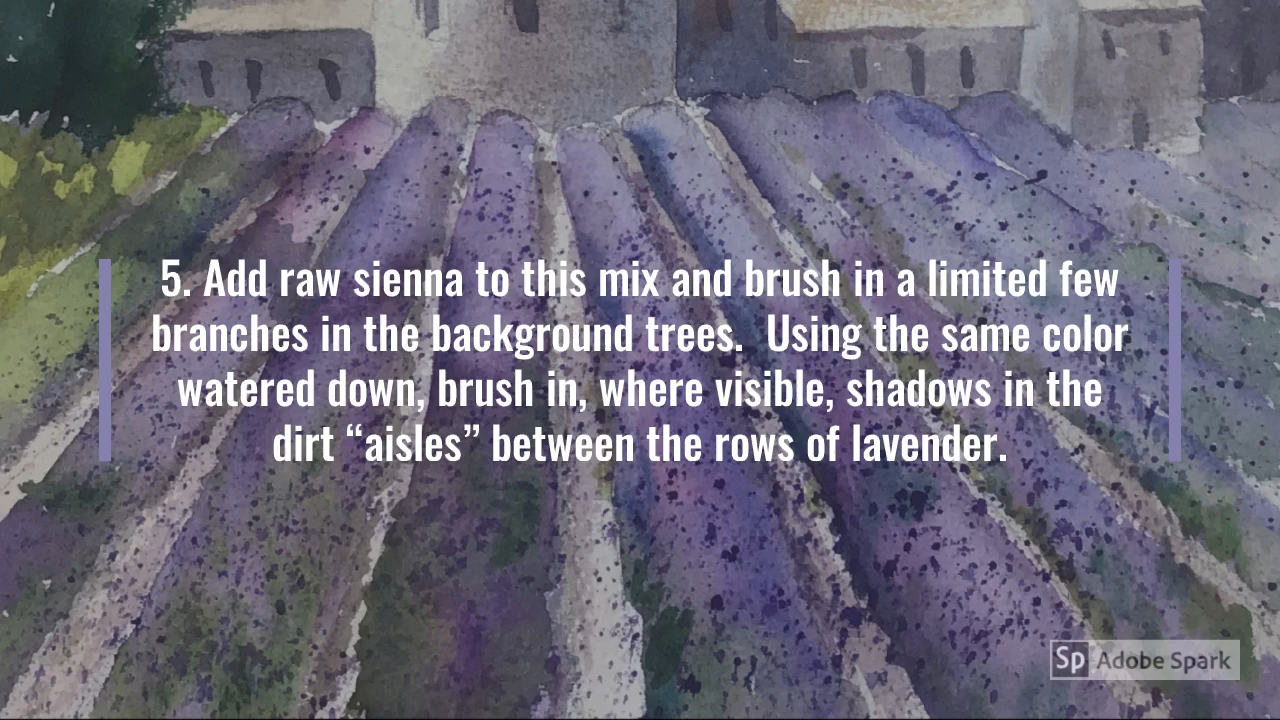 5. Add raw sienna to this mix and brush in a limited few
branches in the background trees.  Using the same color
watered down, brush in, where visible, shadows in the
dirt “aisles” between the rows of lavender.
Sp Adobe Spark